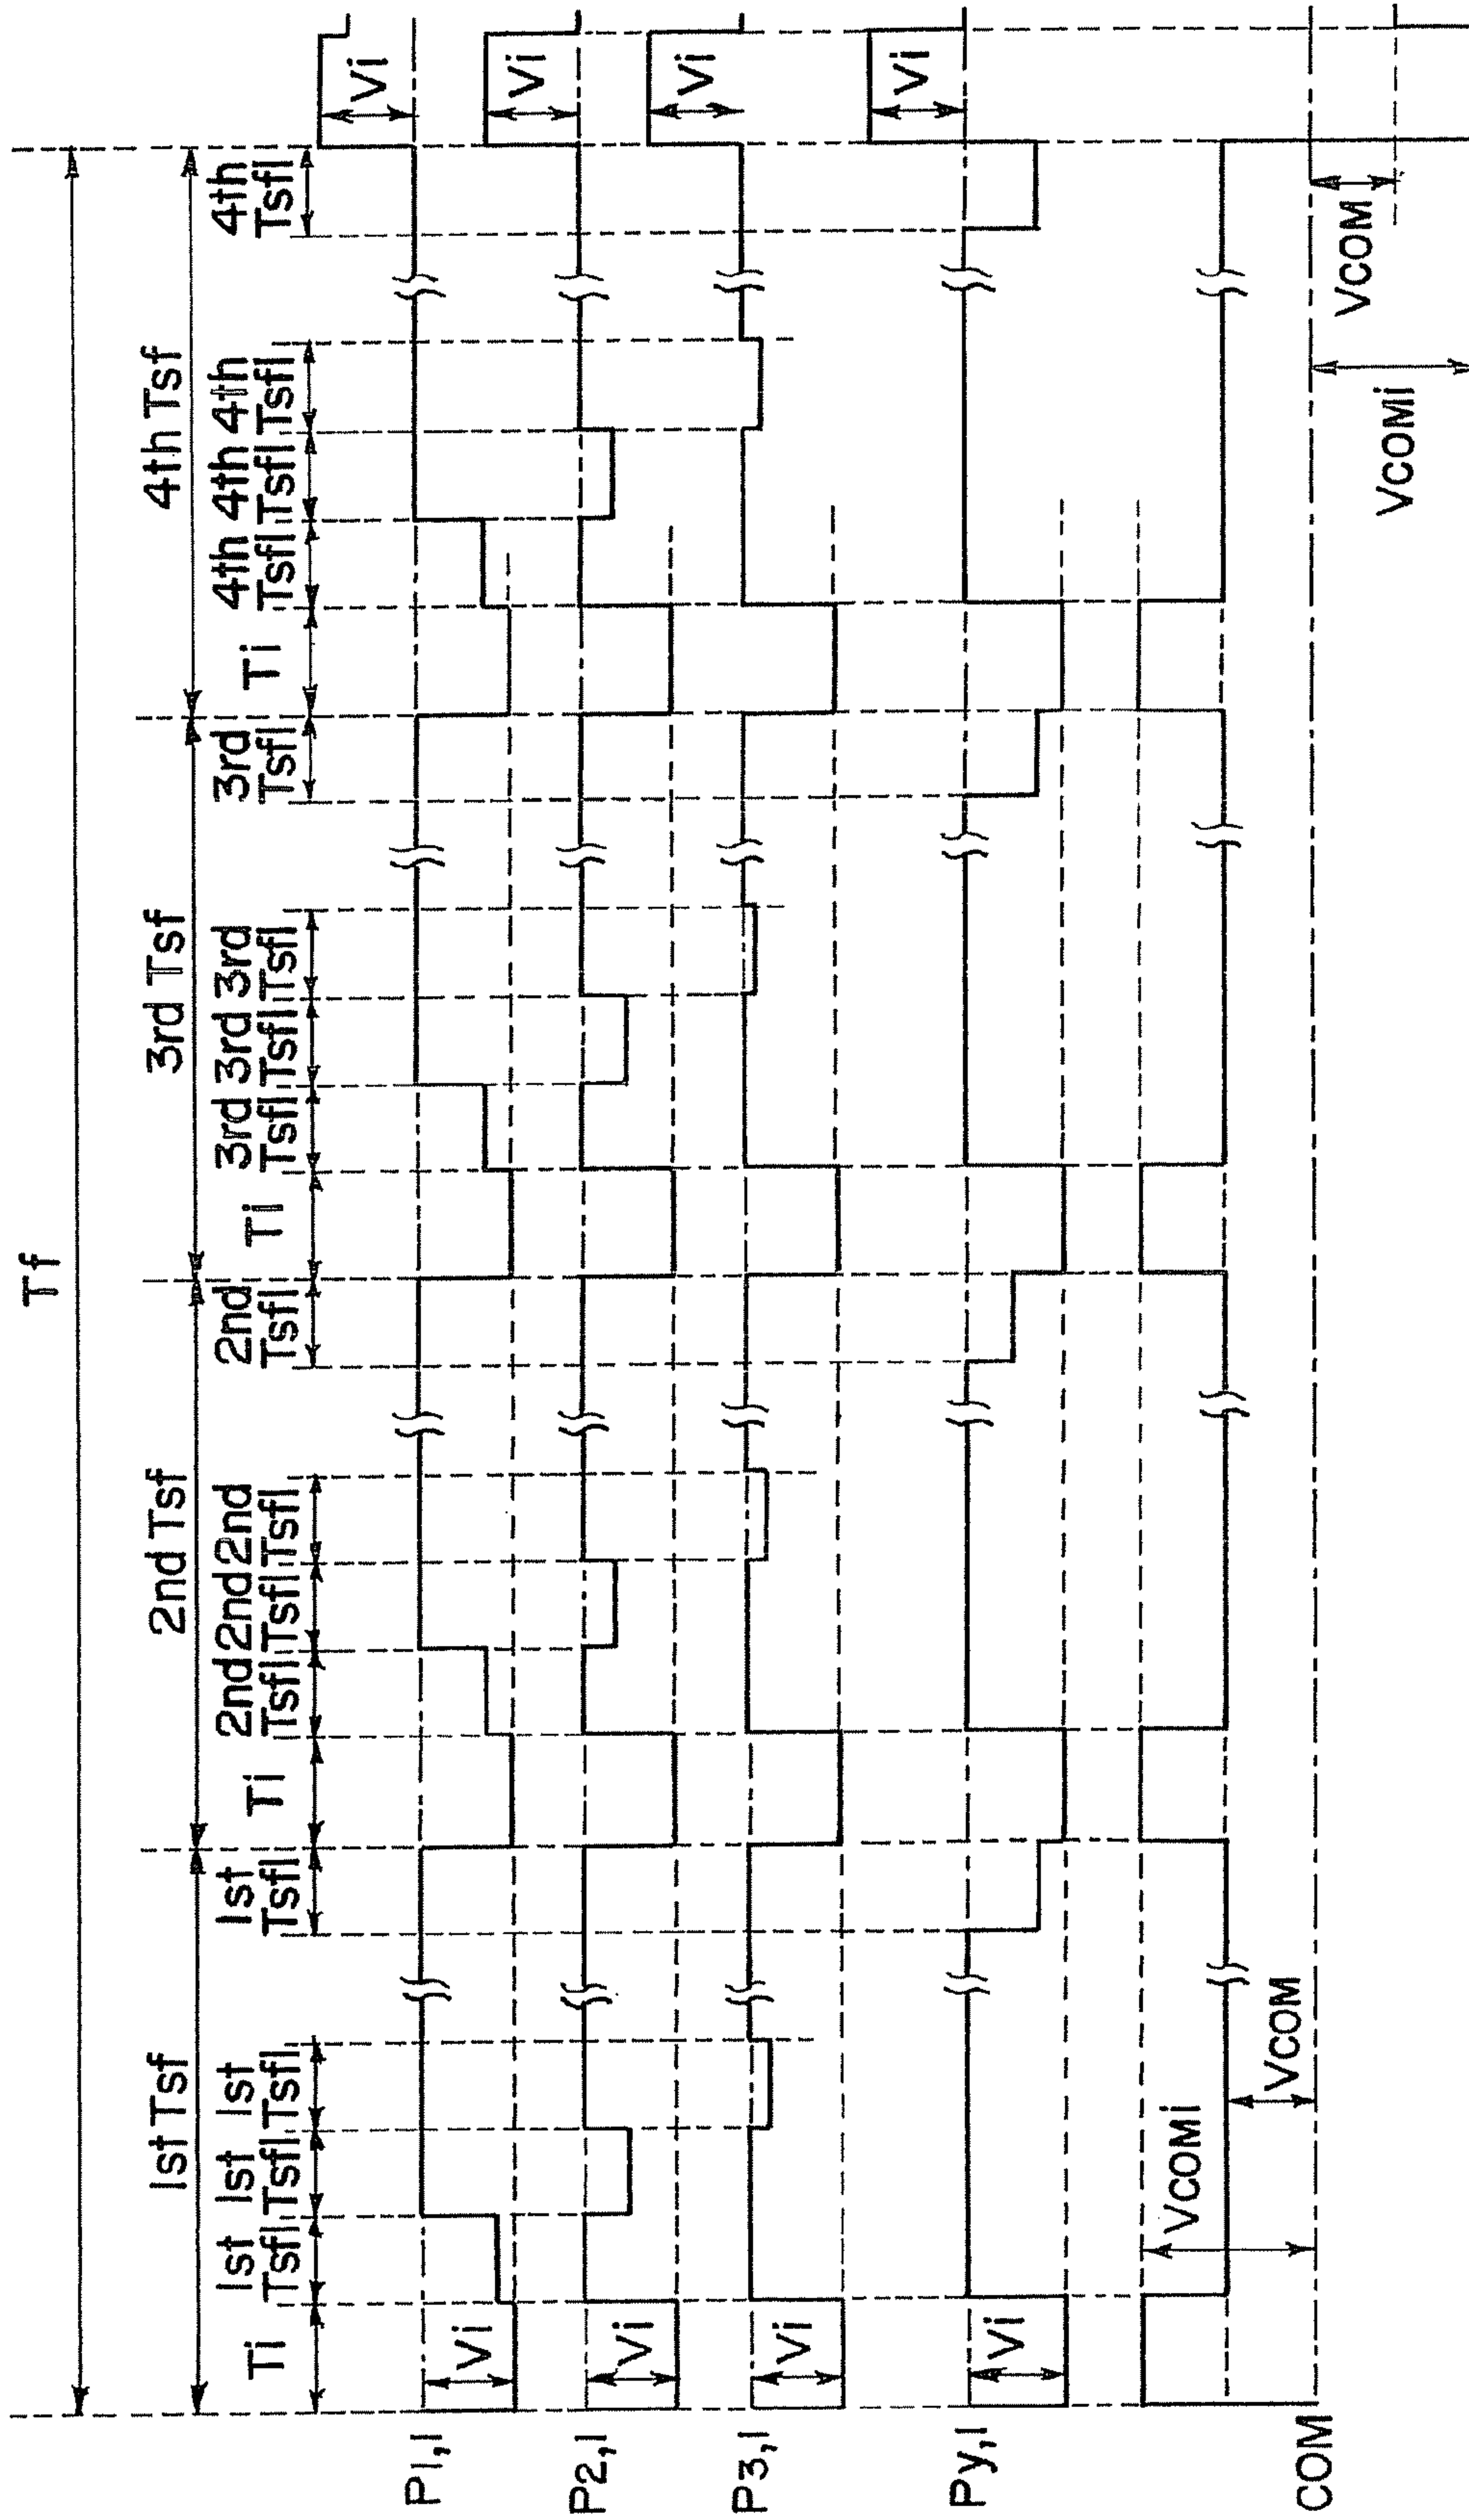 Tf
1st Tsf
2nd Tsf
3rd Tsf
4th Tsf
Ti
1st Tsfl
1st Tsfl
1st Tsfl
1st Tsfl
Ti
2nd Tsfl
2nd Tsfl
2nd Tsfl
2nd Tsfl
Ti
3rd Tsfl
3rd Tsfl
3rd Tsfl
3rd Tsfl
Ti
4th Tsfl
4th Tsfl
4th Tsfl
4th Tsfl
P1,1
Vi
Vi
P2,1
Vi
Vi
P3,1
Vi
Vi
Py,1
Vi
Vi
COM
VCOMi
VCOM
VCOMi
VCOM